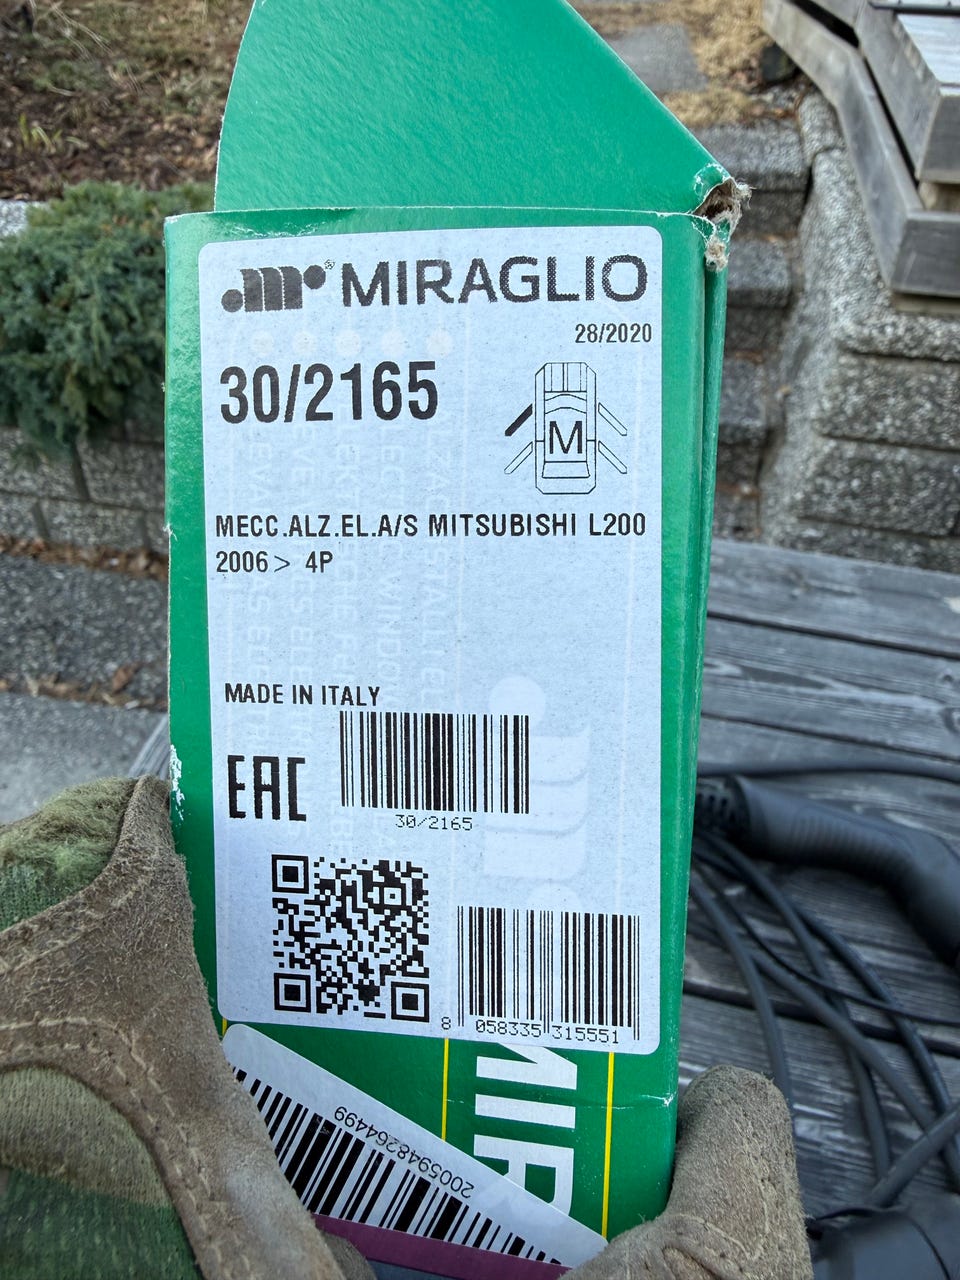 MIRAGLIO
28/2020
30/2165
M
MECC.ALZ.EL.A/S MITSUBISHI L200
2006> 4P
MADE IN ITALY
EAC
30/2165
8 058335 315551
2005948264499
MIR